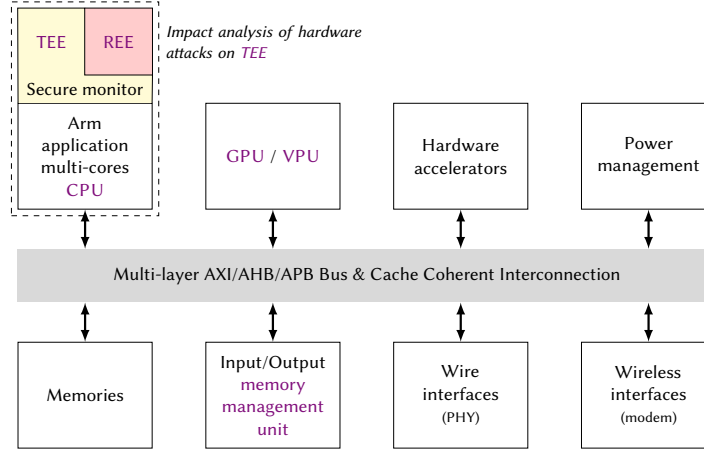 TEE
REE
Impact analysis of hardware
attacks on TEE
Secure monitor
Arm
application
multi-cores
CPU
GPU / VPU
Hardware
accelerators
Power
management
Multi-layer AXI/AHB/APB Bus & Cache Coherent Interconnection
Memories
Input/Output
memory
management
unit
Wire
interfaces
(PHY)
Wireless
interfaces
(modem)